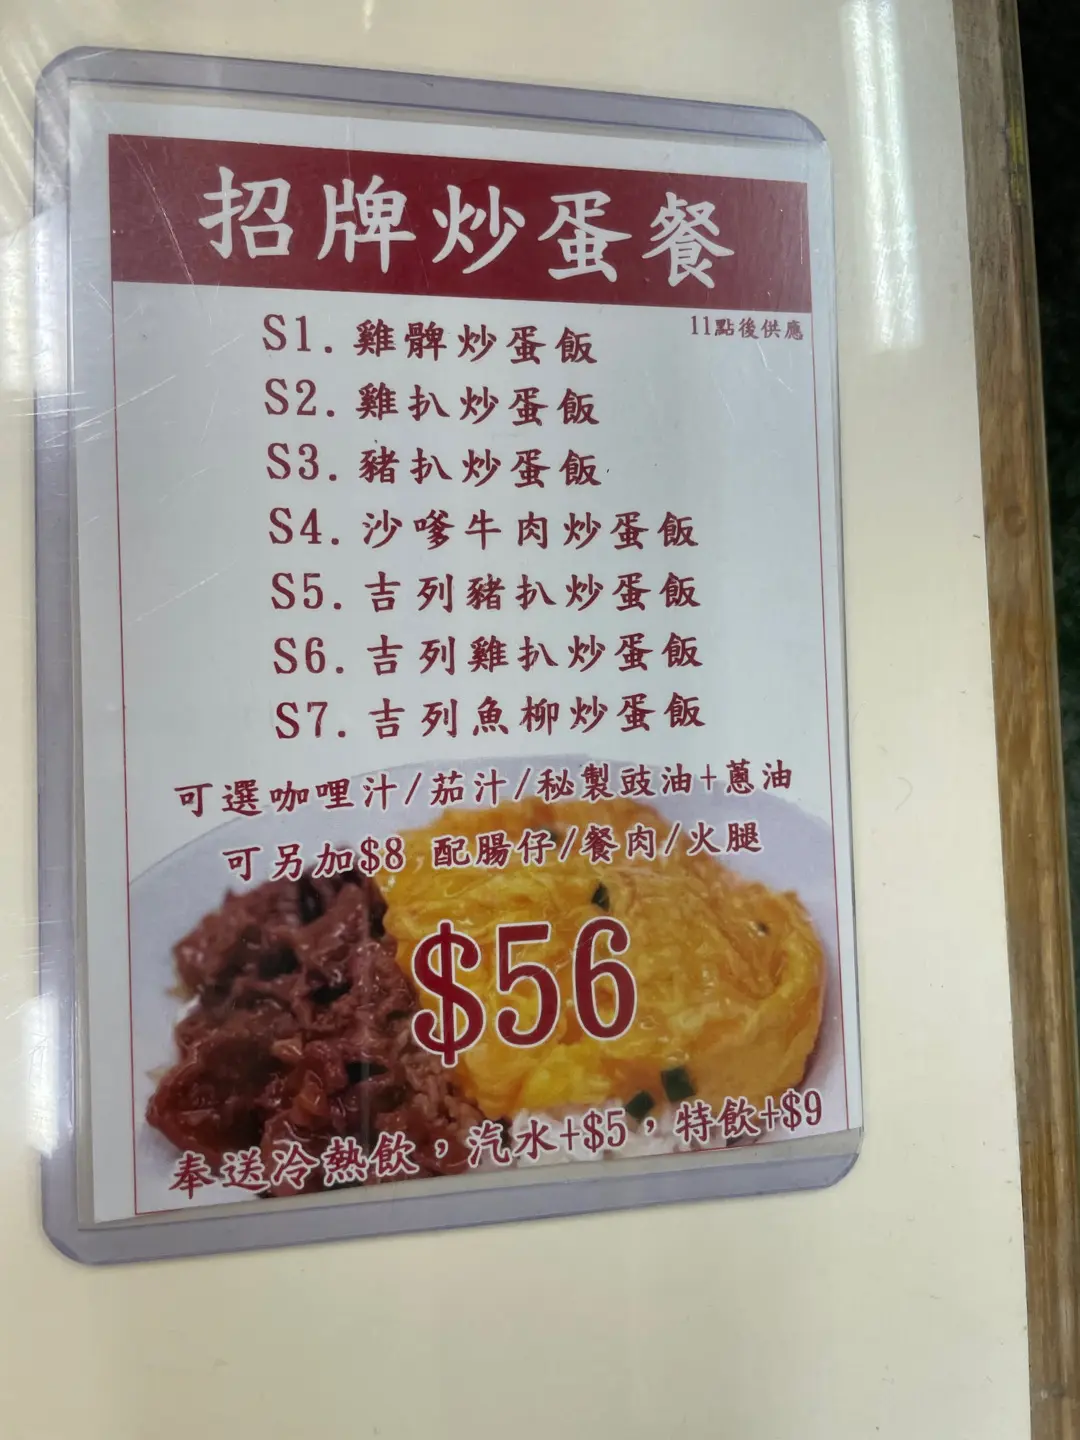 招牌炒蛋餐
11點後供應
S1. 雞髀炒蛋飯
S2. 雞扒炒蛋飯
S3. 豬扒炒蛋飯
S4. 沙嗲牛肉炒蛋飯
S5. 吉列豬扒炒蛋飯
S6. 吉列雞扒炒蛋飯
S7. 吉列魚柳炒蛋飯
可選咖哩汁/茄汁/秘製豉油+蔥油
可另加$8 配腸仔/餐肉/火腿
$56
奉送冷熱飲，汽水+$5，特飲+$9